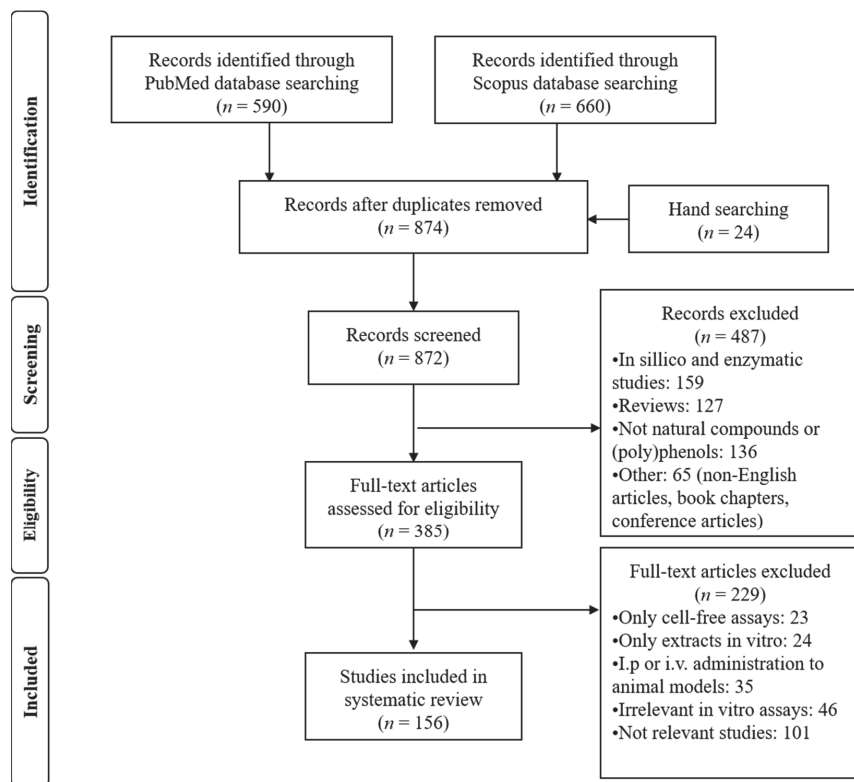 Identification
Records identified through
PubMed database searching
(n = 590)
Records identified through
Scopus database searching
(n = 660)
Records after duplicates removed
(n = 874)
Hand searching
(n = 24)
Screening
Records screened
(n = 872)
Records excluded
(n = 487)
•In sillico and enzymatic
studies: 159
•Reviews: 127
•Not natural compounds or
(poly)phenols: 136
•Other: 65 (non-English
articles, book chapters,
conference articles)
Eligibility
Full-text articles
assessed for eligibility
(n = 385)
Full-text articles excluded
(n = 229)
•Only cell-free assays: 23
•Only extracts in vitro: 24
•I.p or i.v. administration to
animal models: 35
•Irrelevant in vitro assays: 46
•Not relevant studies: 101
Included
Studies included in
systematic review
(n = 156)